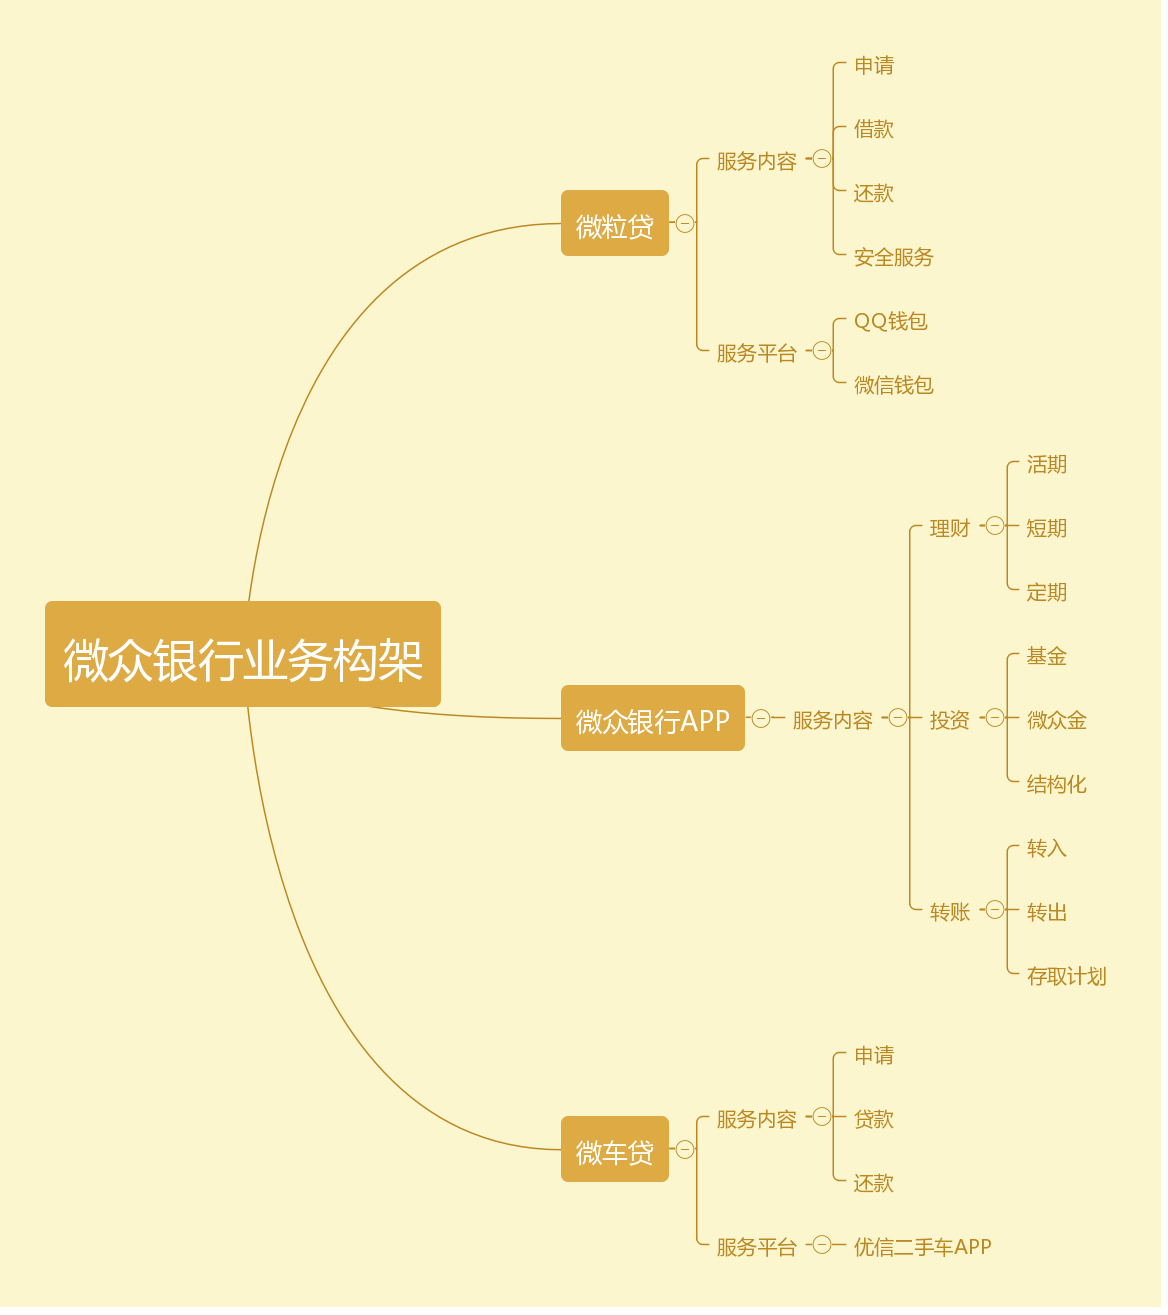 微众银行业务构架
微粒贷
服务内容
申请
借款
还款
安全服务
服务平台
QQ钱包
微信钱包
微众银行APP
服务内容
理财
活期
短期
定期
投资
基金
微众金
结构化
转账
转入
转出
存取计划
微车贷
服务内容
申请
贷款
还款
服务平台
优信二手车APP